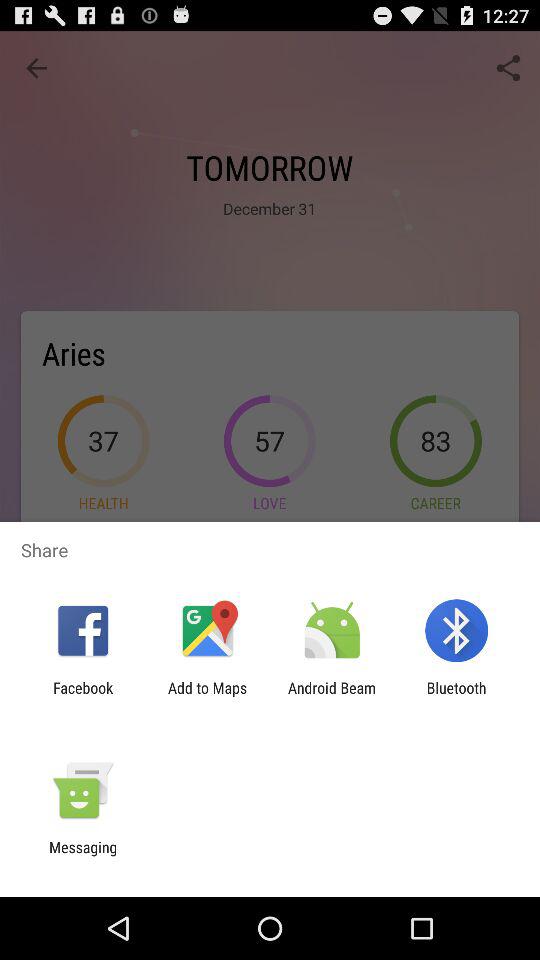 12:27
TOMORROW
December 31
Aries
37 57 83
HEALTH LOVE CAREER
Share
Facebook Add to Maps Android Beam Bluetooth
Messaging